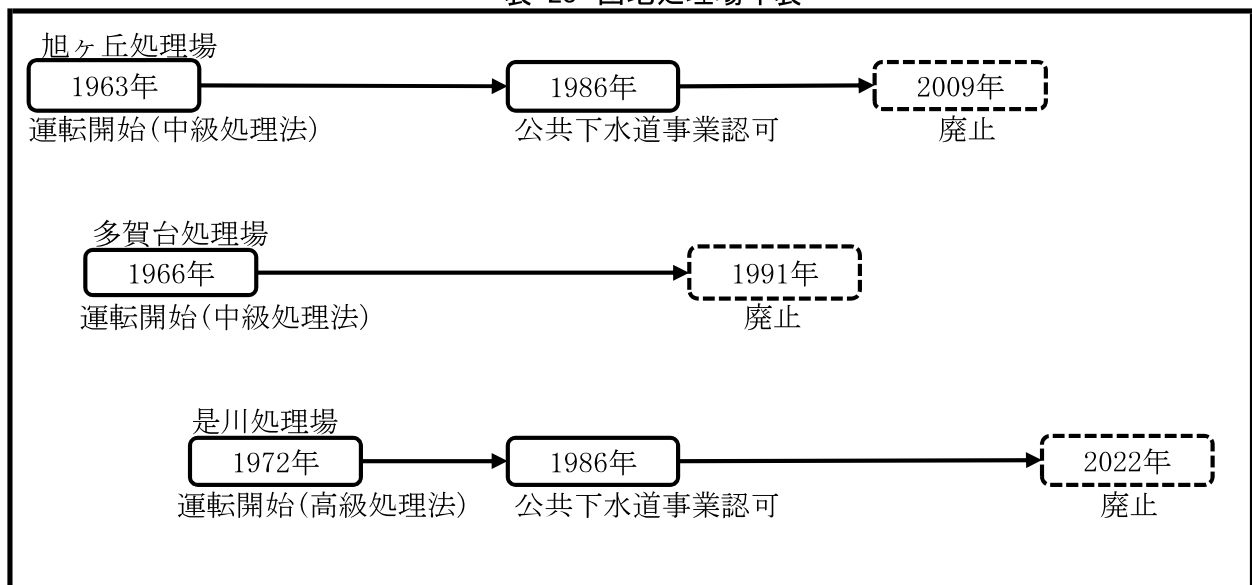 旭ヶ丘処理場
1963年 1986年 2009年
運転開始(中級処理法) 公共下水道事業認可 廃止
多賀台処理場
1966年 1991年
運転開始(中級処理法) 廃止
是川処理場
1972年 1986年 2022年
運転開始(高級処理法) 公共下水道事業認可 廃止